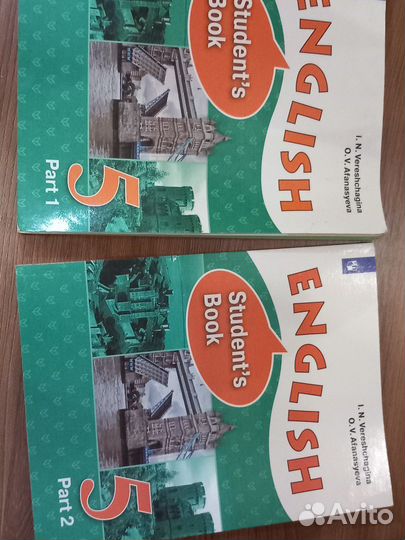 ENGLISH
Student's
Book
I. N. Vereshchagina
O. V. Afanasyeva
5
Part 1
ENGLISH
Student's
Book
I. N. Vereshchagina
O. V. Afanasyeva
5
Part 2
Avito